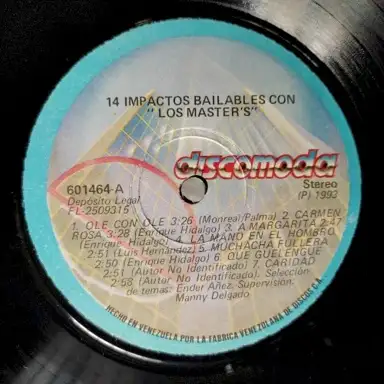 14 IMPACTOS BAILABLES CON
"LOS MASTER'S"
discomoda
601464-A
Stereo
Depósito Legal
(P) 1992
FL-2509315
1. OLE CON OLE 3:26 (Monrea/Palma) 2. CARMEN
ROSA 3:28 (Enrique Hidalgo) 3. A MARGARITA 2:47
(Enrique Hidalgo) 4. LA MANO EN EL HOMBRO
2:51 (Luis Hernández) 5. MUCHACHA FULLERA
2:50 (Enrique Hidalgo) 6. QUE GUELENGUE
2:51 (Autor No Identificado) 7. CARIDAD
2:58 (Autor No Identificado). Selección
de temas: Ender Añez. Supervisión,
Manny Delgado.
HECHO EN VENEZUELA POR LA FABRICA VENEZOLANA DE DISCOS C.A.